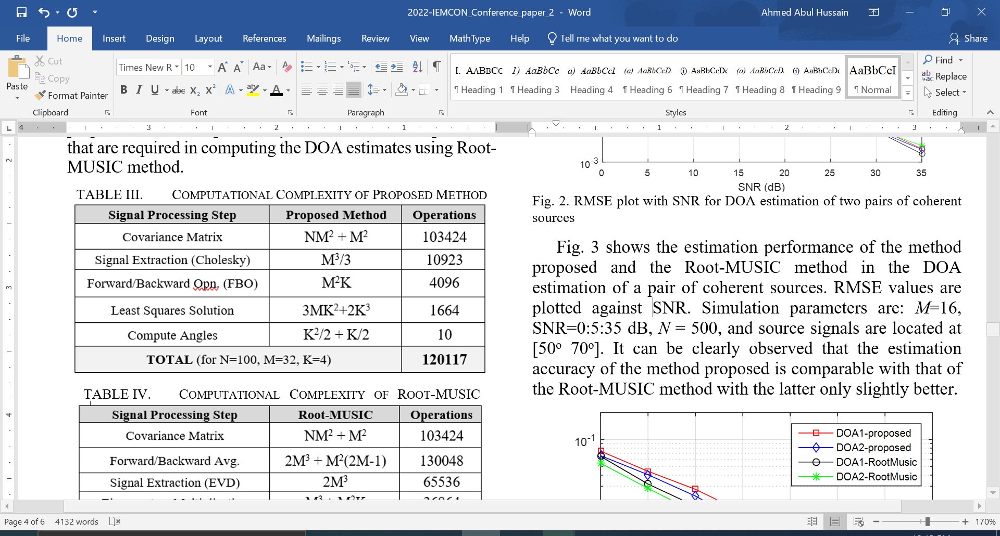 2022-IEMCON_Conference_paper_2 - Word
Ahmed Abul Hussain
File Home Insert Design Layout References Mailings Review View MathType Help Tell me what you want to do Share
Paste
Cut
Copy
Format Painter
Clipboard
Times New R 10
Font
Paragraph
I. AABBCC 1) AaBbCc a) AaBbCcI (a) AaBbCcD (i) AaBbCcDc (a) AaBbCcD (i) AaBbCcDc AaBbCcI
¶ Heading 1 ¶ Heading 3 Heading 4 ¶ Heading 6 ¶ Heading 7 ¶ Heading 8 ¶ Heading 9 ¶ Normal
Styles
Find
Replace
Select
Editing
4 3 2 1 1 2 3
that are required in computing the DOA estimates using Root-
MUSIC method.
TABLE III. COMPUTATIONAL COMPLEXITY OF PROPOSED METHOD
Signal Processing Step Proposed Method Operations
Covariance Matrix NM² + M² 103424
Signal Extraction (Cholesky) M³/3 10923
Forward/Backward Opn. (FBO) M²K 4096
Least Squares Solution 3MK²+2K³ 1664
Compute Angles K²/2 + K/2 10
TOTAL (for N=100, M=32, K=4) 120117
TABLE IV. COMPUTATIONAL COMPLEXITY OF ROOT-MUSIC
Signal Processing Step Root-MUSIC Operations
Covariance Matrix NM² + M² 103424
Forward/Backward Avg. 2M³ + M²(2M-1) 130048
Signal Extraction (EVD) 2M³ 65536
10⁻³
0 5 10 15 20 25 30 35
SNR (dB)
Fig. 2. RMSE plot with SNR for DOA estimation of two pairs of coherent
sources
Fig. 3 shows the estimation performance of the method
proposed and the Root-MUSIC method in the DOA
estimation of a pair of coherent sources. RMSE values are
plotted against SNR. Simulation parameters are: M=16,
SNR=0:5:35 dB, N = 500, and source signals are located at
[50º 70º]. It can be clearly observed that the estimation
accuracy of the method proposed is comparable with that of
the Root-MUSIC method with the latter only slightly better.
10⁻¹
DOA1-proposed
DOA2-proposed
DOA1-RootMusic
DOA2-RootMusic
2
3
4
Page 4 of 6 4132 words
170%